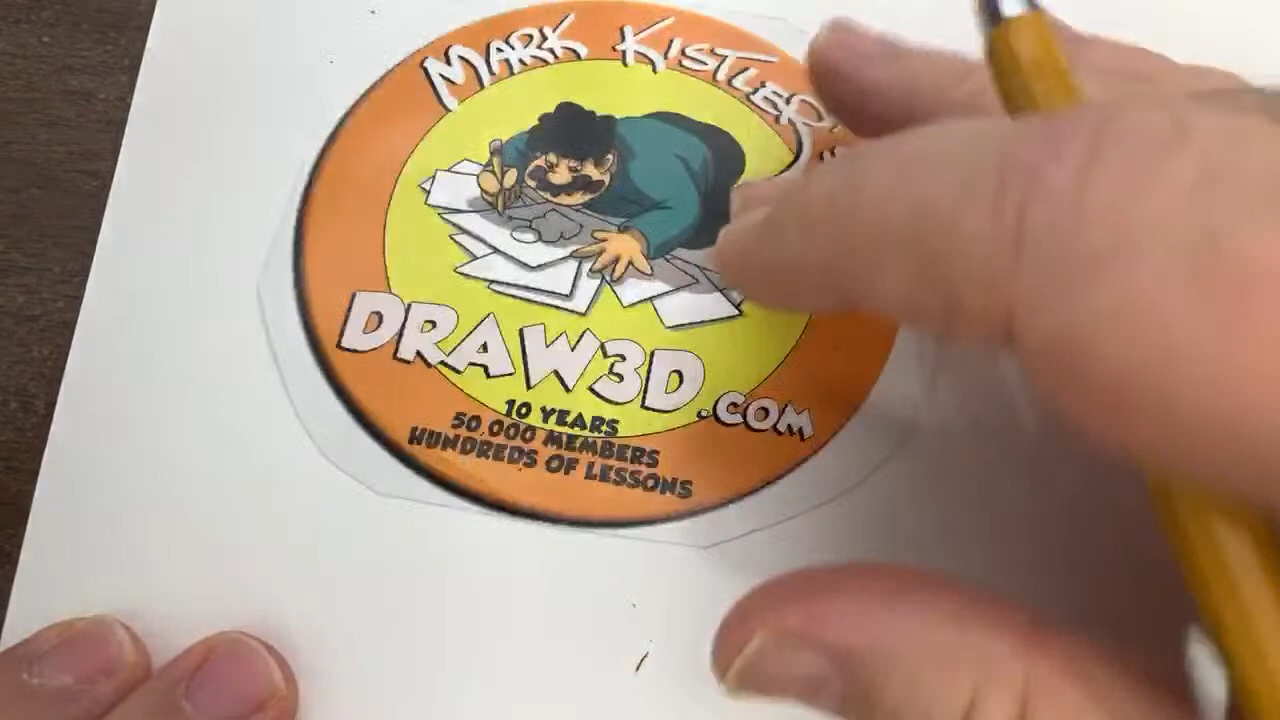 MARK KISTLER'S
DRAW3D.COM
10 YEARS
50,000 MEMBERS
HUNDREDS OF LESSONS